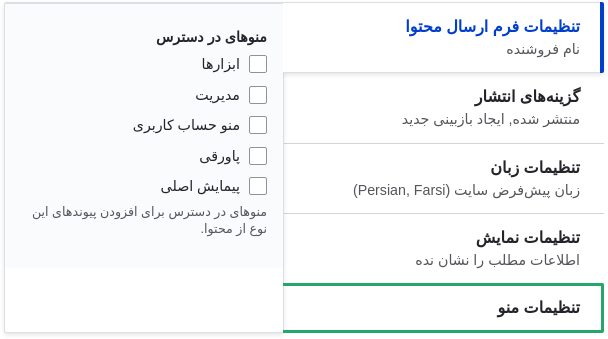 تنظیمات فرم ارسال محتوا
نام فروشنده
گزینه‌های انتشار
منتشر شده, ایجاد بازبینی جدید
تنظیمات زبان
زبان پیش‌فرض سایت (Persian, Farsi)
تنظیمات نمایش
اطلاعات مطلب را نشان نده
تنظیمات منو
منوهای در دسترس
ابزارها
مدیریت
منو حساب کاربری
پاورقی
پیمایش اصلی
منوهای در دسترس برای افزودن پیوندهای این
نوع از محتوا.